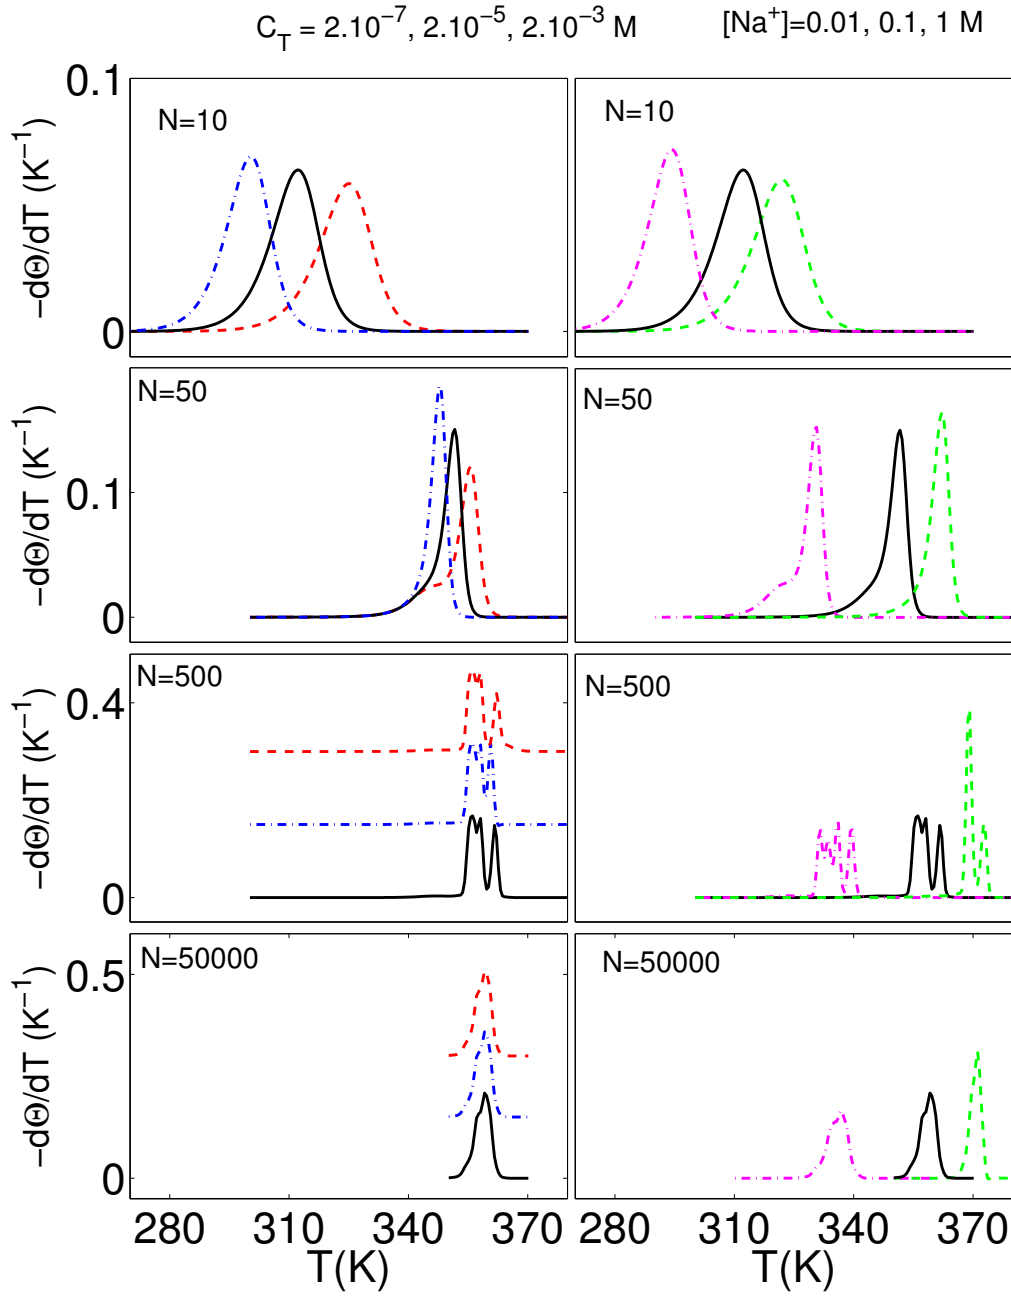 C_T = 2.10^−7, 2.10^−5, 2.10^−3 M
[Na^+]=0.01, 0.1, 1 M
0.1
0
−dΘ/dT (K^−1)
N=10
N=10
0.1
0
−dΘ/dT (K^−1)
N=50
N=50
0.4
0
−dΘ/dT (K^−1)
N=500
N=500
0.5
0
−dΘ/dT (K^−1)
N=50000
N=50000
280 310 340 370
280 310 340 370
T(K)
T(K)